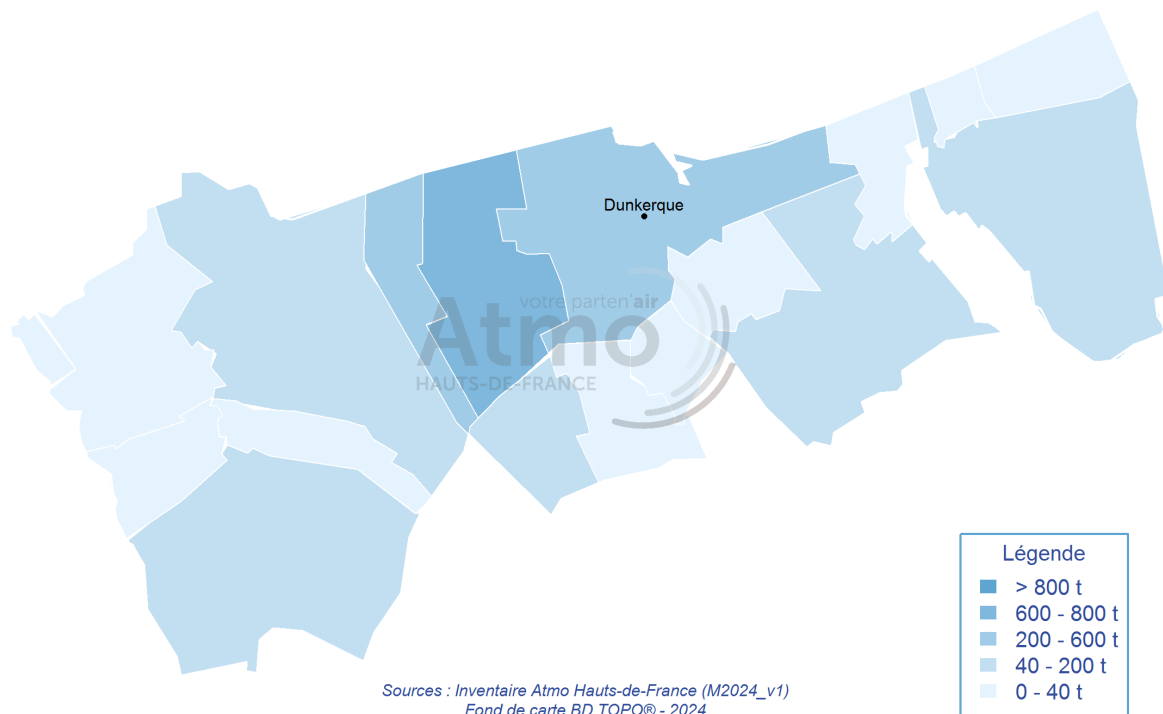 Dunkerque
votre parten'air
Atmo
HAUTS-DE-FRANCE
Légende
> 800 t
600 - 800 t
200 - 600 t
40 - 200 t
0 - 40 t
Sources : Inventaire Atmo Hauts-de-France (M2024_v1)
Fond de carte BD TOPO® - 2024